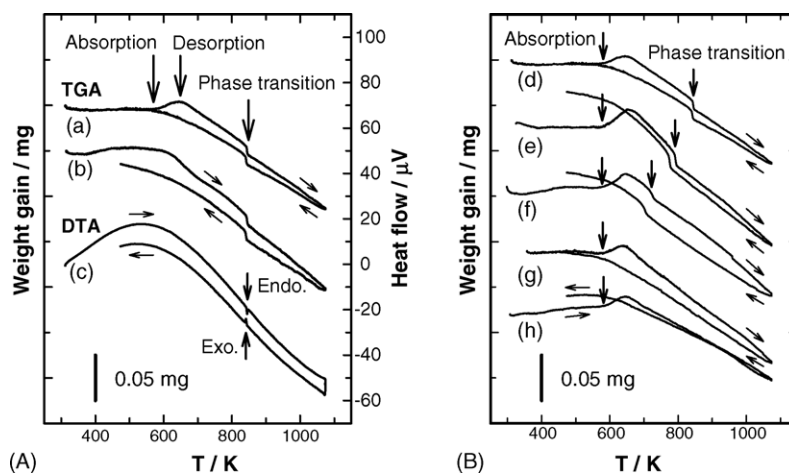 (A)
Absorption Desorption
Phase transition
TGA
(a)
(b)
DTA
(c)
Endo.
Exo.
0.05 mg
Weight gain / mg
Heat flow / μV
100
80
60
40
20
0
-20
-40
-60
400 600 800 1000
T / K
(B)
Absorption
Phase transition
(d)
(e)
(f)
(g)
(h)
0.05 mg
Weight gain / mg
400 600 800 1000
T / K